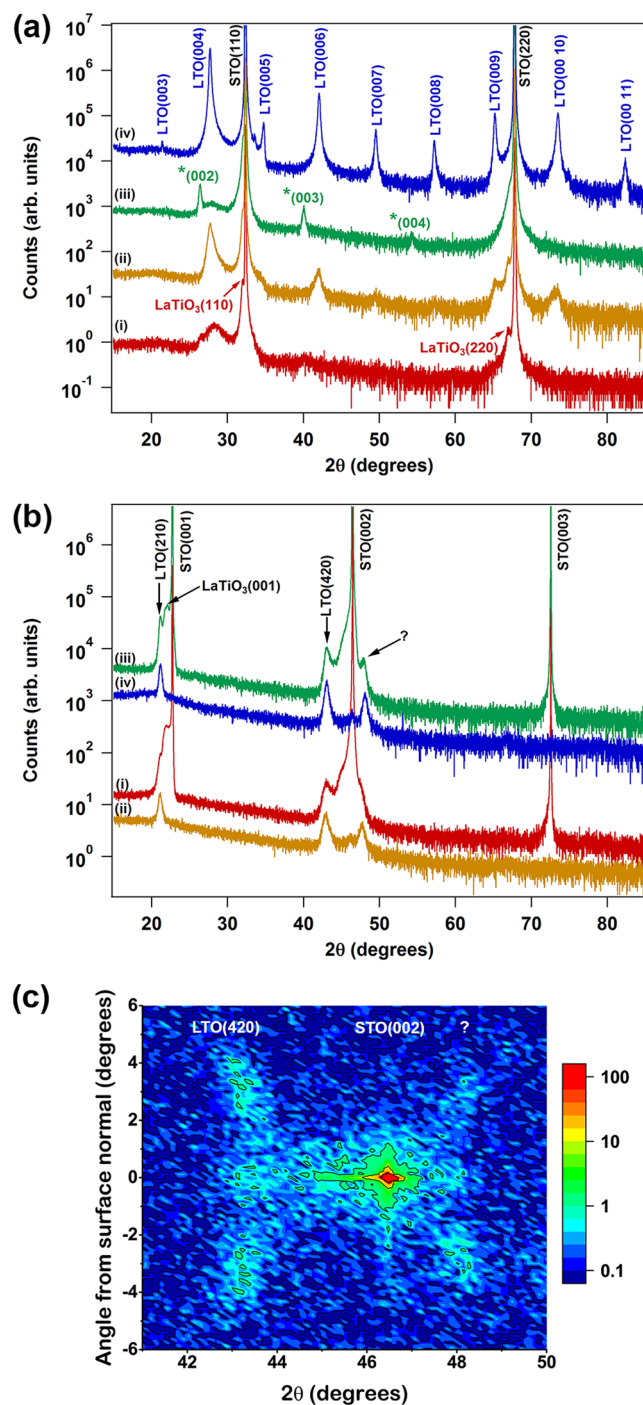 (a)
10^7
10^6
10^5
10^4
10^3
10^2
10^1
10^0
10^-1
Counts (arb. units)
LTO(003)
LTO(004)
STO(110)
LTO(005)
LTO(006)
LTO(007)
LTO(008)
LTO(009)
STO(220)
LTO(00 10)
LTO(00 11)
(iv)
*(002)
(iii)
*(003)
*(004)
(ii)
LaTiO3(110)
(i)
LaTiO3(220)
20 30 40 50 60 70 80
2θ (degrees)
(b)
10^6
10^5
10^4
10^3
10^2
10^1
10^0
Counts (arb. units)
LTO(210)
STO(001)
LaTiO3(001)
LTO(420)
STO(002)
?
STO(003)
(iii)
(iv)
(i)
(ii)
20 30 40 50 60 70 80
2θ (degrees)
(c)
Angle from surface normal (degrees)
6
4
2
0
-2
-4
-6
LTO(420) STO(002) ?
100
10
1
0.1
42 44 46 48 50
2θ (degrees)